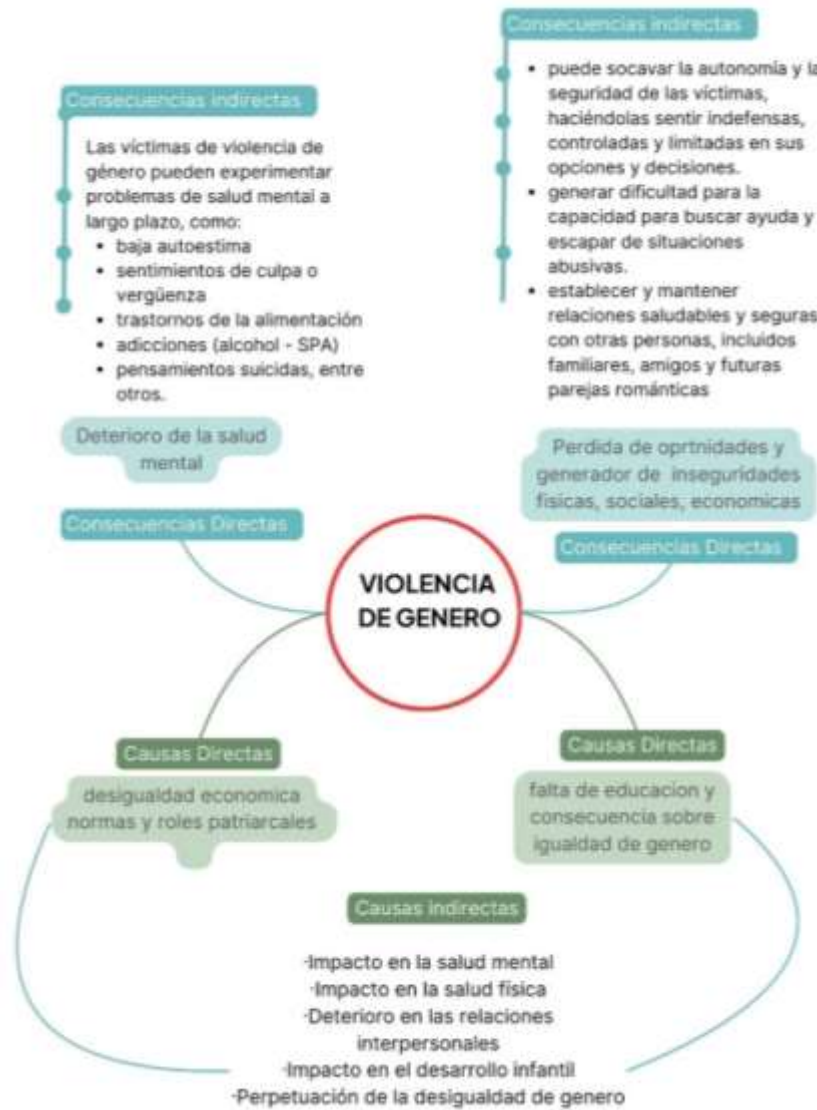 Consecuencias indirectas
Las víctimas de violencia de
género pueden experimentar
problemas de salud mental a
largo plazo, como:
• baja autoestima
• sentimientos de culpa o
vergüenza
• trastornos de la alimentación
• adicciones (alcohol - SPA)
• pensamientos suicidas, entre
otros.
Deterioro de la salud
mental
Consecuencias Directas
Consecuencias indirectas
• puede socavar la autonomía y la
seguridad de las víctimas,
haciéndolas sentir indefensas,
controladas y limitadas en sus
opciones y decisiones.
• generar dificultad para la
capacidad para buscar ayuda y
escapar de situaciones
abusivas.
• establecer y mantener
relaciones saludables y seguras
con otras personas, incluidos
familiares, amigos y futuras
parejas románticas
Perdida de oprtnidades y
generador de inseguridades
fisicas, sociales, economicas
Consecuencias Directas
VIOLENCIA
DE GENERO
Causas Directas
desigualdad economica
normas y roles patriarcales
Causas Directas
falta de educacion y
consecuencia sobre
igualdad de genero
Causas indirectas
·Impacto en la salud mental
·Impacto en la salud física
·Deterioro en las relaciones
interpersonales
·Impacto en el desarrollo infantil
·Perpetuación de la desigualdad de genero